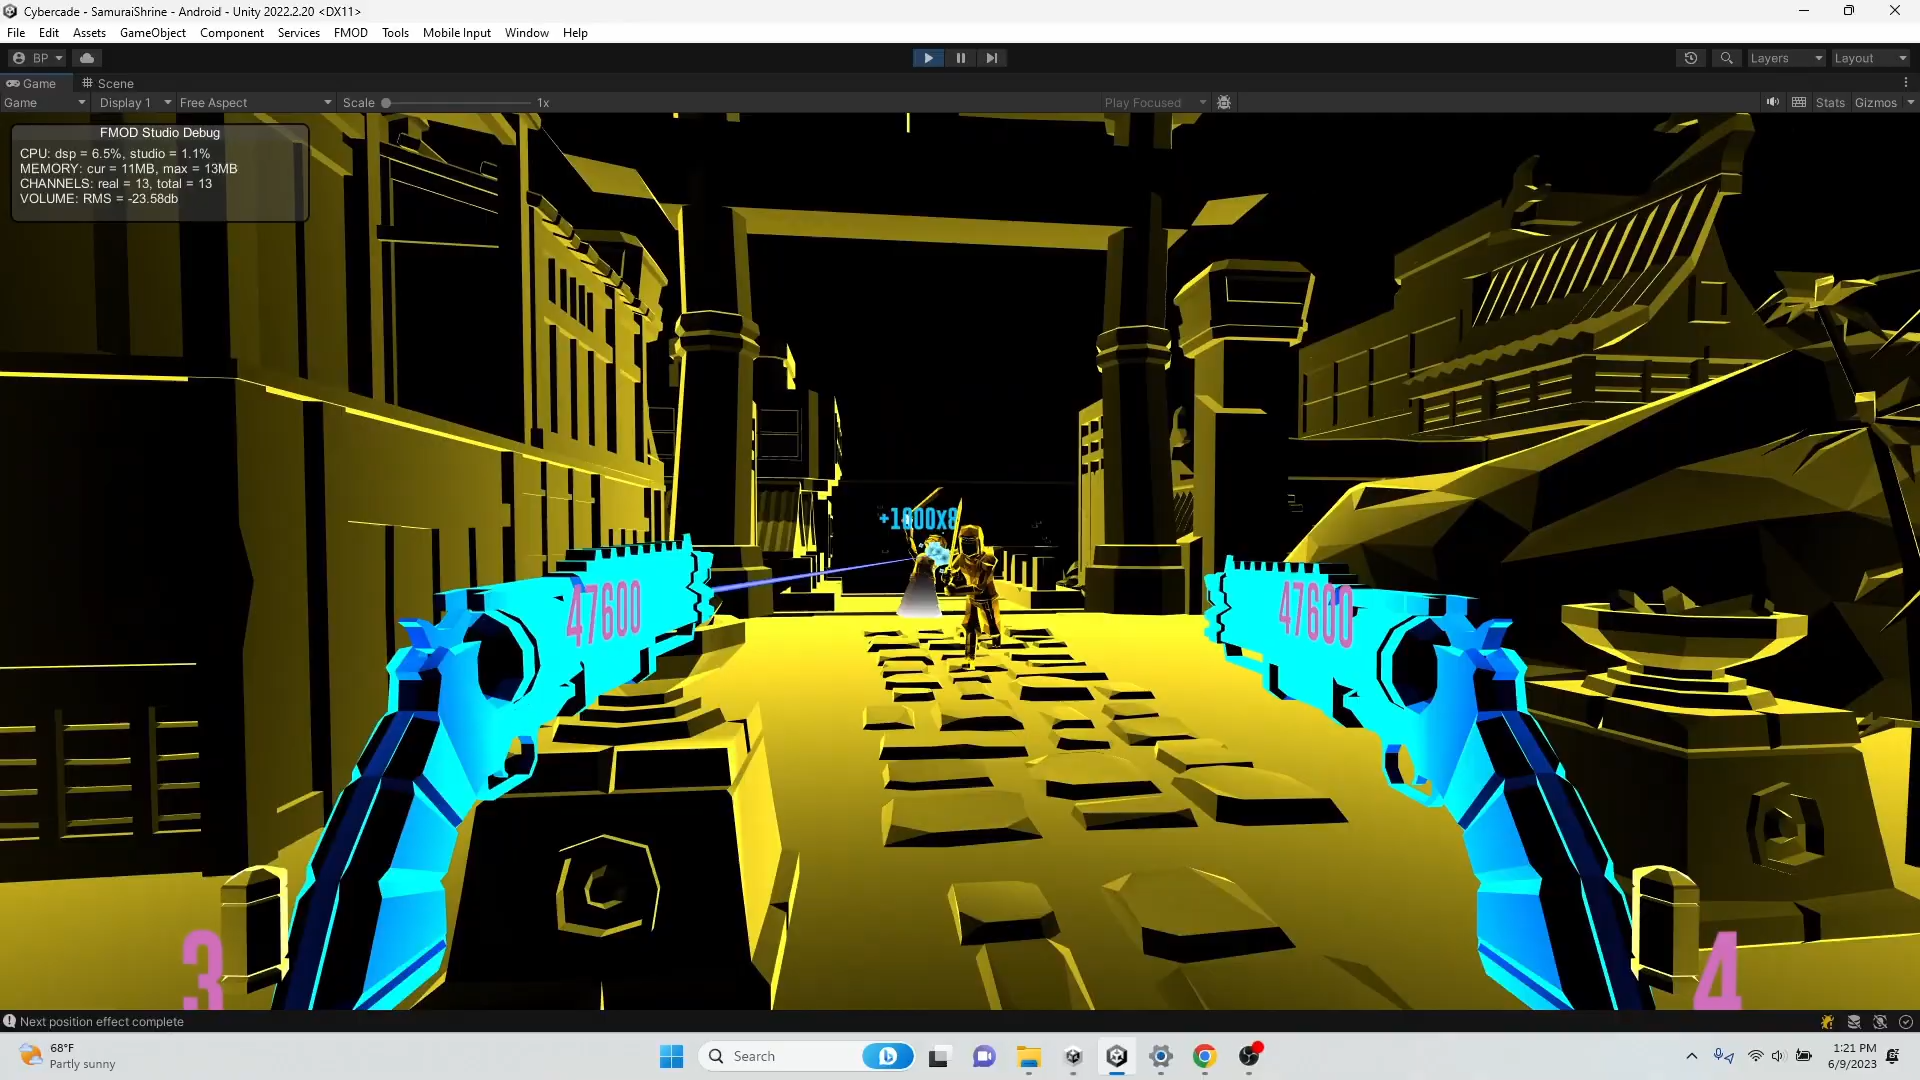 Cybercade - SamuraiShrine - Android - Unity 2022.2.20 <DX11>
File Edit Assets GameObject Component Services FMOD Tools Mobile Input Window Help
BP Layers Layout
Game Scene
Game Display 1 Free Aspect Scale 1x Play Focused Stats Gizmos
FMOD Studio Debug
CPU: dsp = 6.5%, studio = 1.1%
MEMORY: cur = 11MB, max = 13MB
CHANNELS: real = 13, total = 13
VOLUME: RMS = -23.58db
+1000x8
47600 47600
3 4
Next position effect complete
68°F
Partly sunny
Search
1:21 PM
6/9/2023